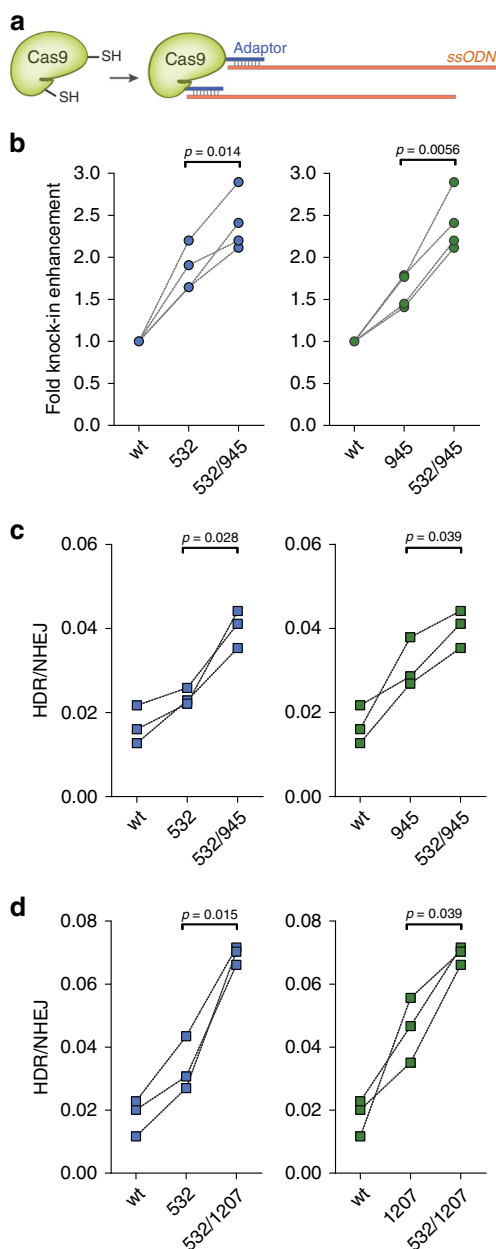 a
Cas9
SH
SH
Cas9
Adaptor
ssODN
b
Fold knock-in enhancement
3.0
2.5
2.0
1.5
1.0
0.5
0.0
p = 0.014
wt
532
532/945
3.0
2.5
2.0
1.5
1.0
0.5
0.0
p = 0.0056
wt
945
532/945
c
HDR/NHEJ
0.06
0.04
0.02
0.00
p = 0.028
wt
532
532/945
0.06
0.04
0.02
0.00
p = 0.039
wt
945
532/945
d
HDR/NHEJ
0.08
0.06
0.04
0.02
0.00
p = 0.015
wt
532
532/1207
0.08
0.06
0.04
0.02
0.00
p = 0.039
wt
1207
532/1207